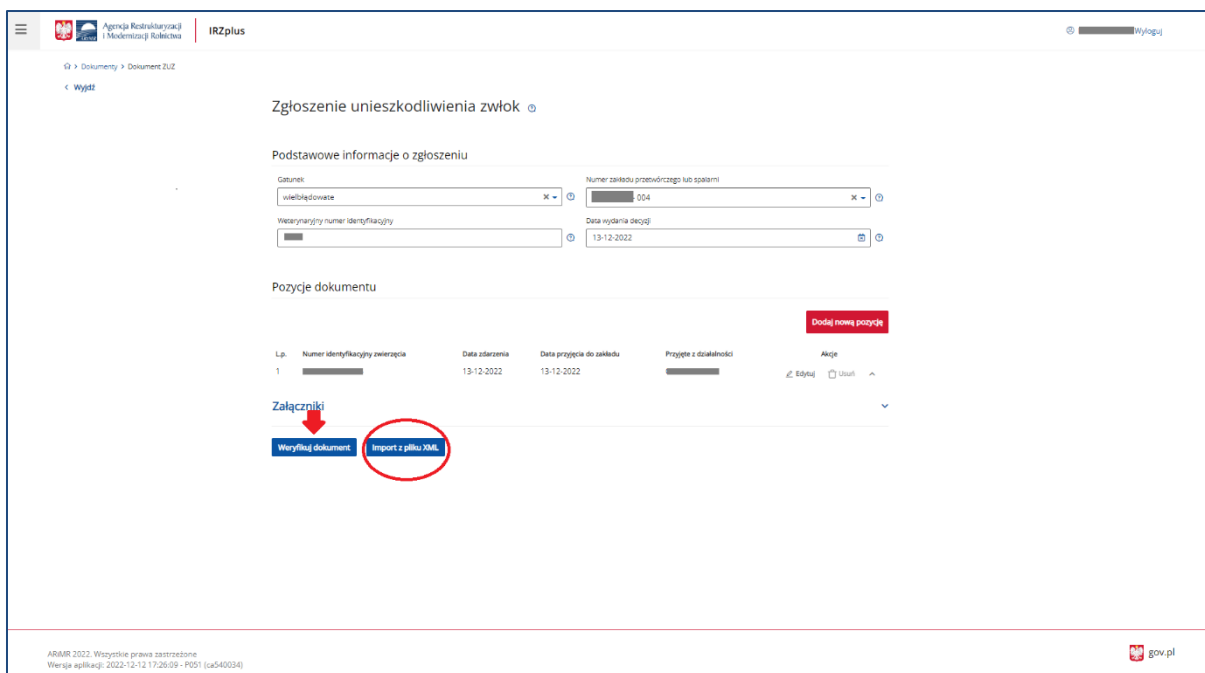 Agencja Restrukturyzacji
i Modernizacji Rolnictwa
IRZplus
Wyloguj
> Dokumenty > Dokument ZUZ
< Wyjdź
Zgłoszenie unieszkodliwienia zwłok
Podstawowe informacje o zgłoszeniu
Gatunek Numer zakładu przetwórczego lub spalarni
wielbłądowate - 004
Weterynaryjny numer identyfikacyjny Data wydania decyzji
13-12-2022
Pozycje dokumentu
Dodaj nową pozycję
L.p. Numer identyfikacyjny zwierzęcia Data zdarzenia Data przyjęcia do zakładu Przyjęte z działalności Akcje
1 13-12-2022 13-12-2022 Edytuj Usuń
Załączniki
Weryfikuj dokument Import z pliku XML
ARiMR 2022. Wszystkie prawa zastrzeżone
Wersja aplikacji: 2022-12-12 17:26:09 - P051 (ca540034)
gov.pl